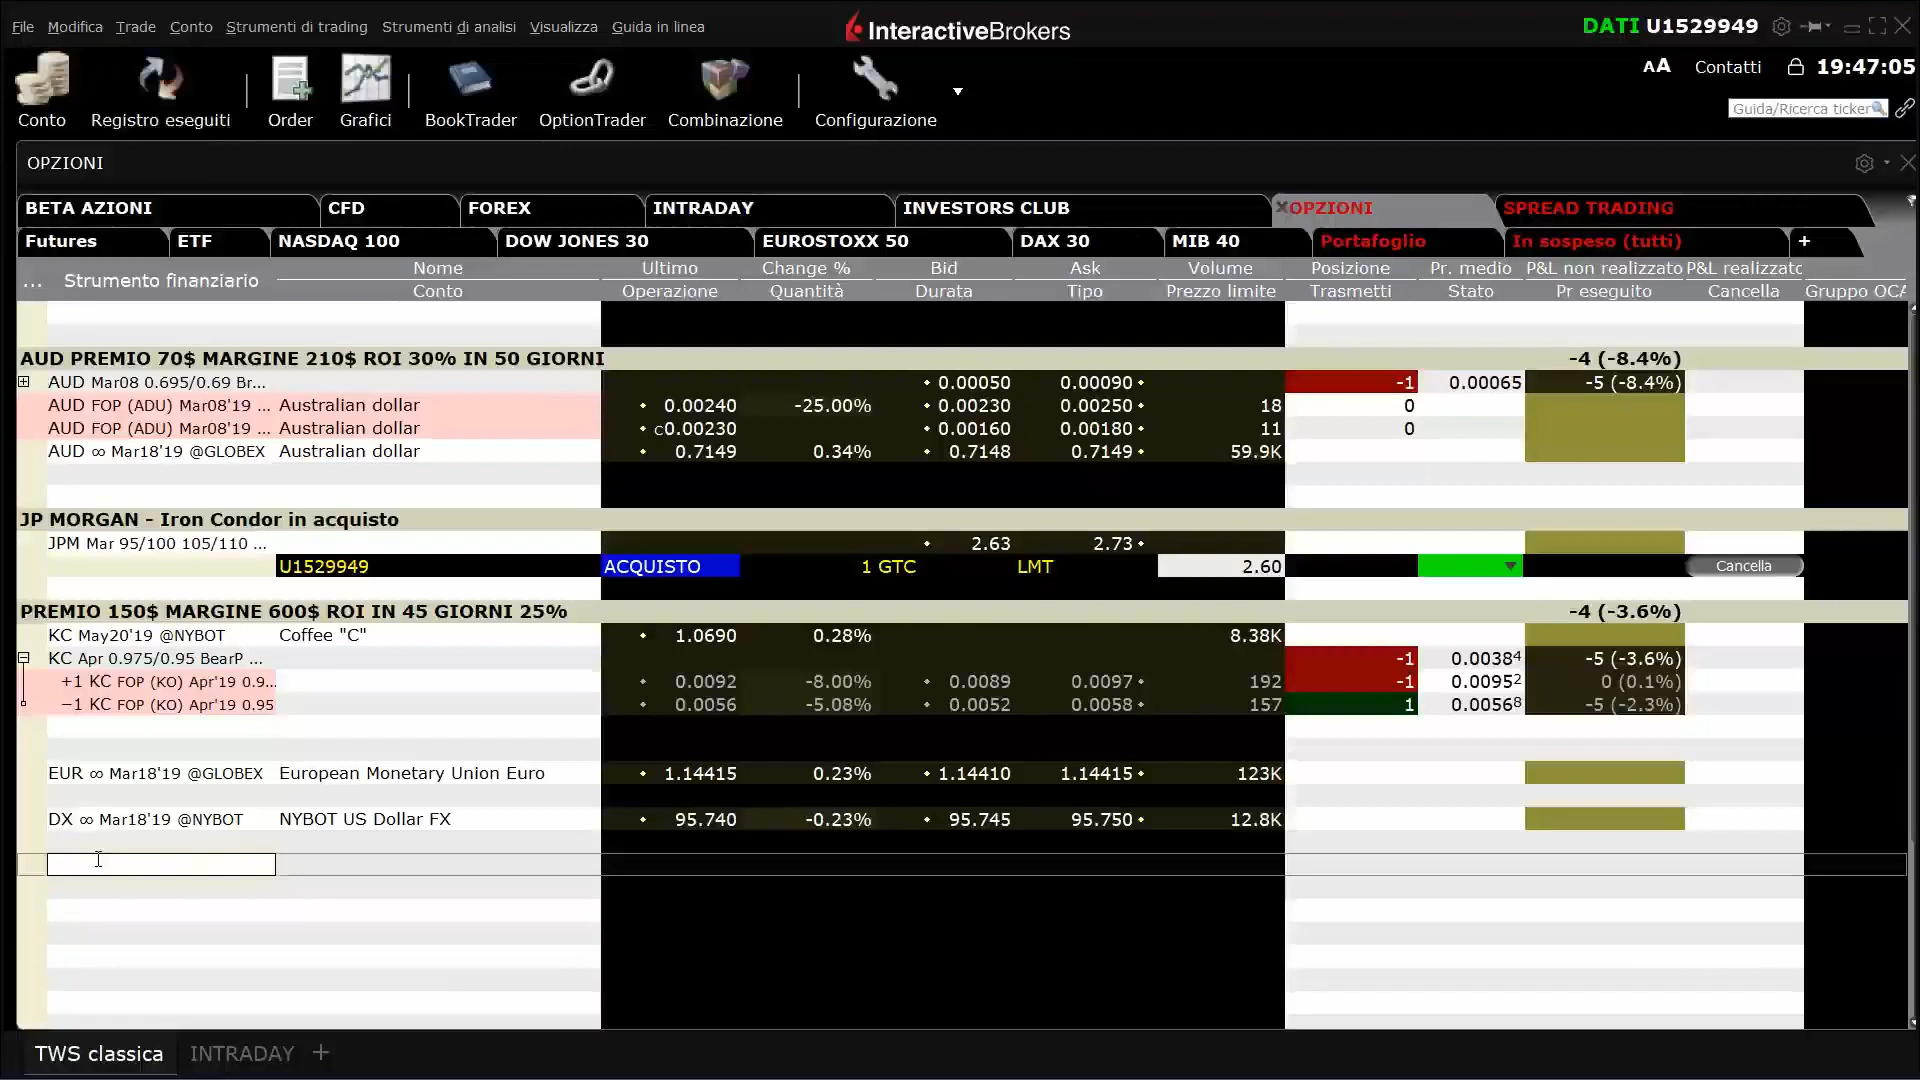 File Modifica Trade Conto Strumenti di trading Strumenti di analisi Visualizza Guida in linea InteractiveBrokers DATI U1529949
AA Contatti 19:47:05
Conto Registro eseguiti Order Grafici BookTrader OptionTrader Combinazione Configurazione Guida/Ricerca ticker
OPZIONI
BETA AZIONI CFD FOREX INTRADAY INVESTORS CLUB OPZIONI SPREAD TRADING
Futures ETF NASDAQ 100 DOW JONES 30 EUROSTOXX 50 DAX 30 MIB 40 Portafoglio In sospeso (tutti) +
... Strumento finanziario Nome Ultimo Change % Bid Ask Volume Posizione Pr. medio P&L non realizzato P&L realizzato
Conto Operazione Quantità Durata Tipo Prezzo limite Trasmetti Stato Pr eseguito Cancella Gruppo OCA
AUD PREMIO 70$ MARGINE 210$ ROI 30% IN 50 GIORNI -4 (-8.4%)
AUD Mar08 0.695/0.69 Br... 0.00050 0.00090 -1 0.00065 -5 (-8.4%)
AUD FOP (ADU) Mar08'19 ... Australian dollar 0.00240 -25.00% 0.00230 0.00250 18 0
AUD FOP (ADU) Mar08'19 ... Australian dollar C0.00230 0.00160 0.00180 11 0
AUD ∞ Mar18'19 @GLOBEX Australian dollar 0.7149 0.34% 0.7148 0.7149 59.9K
JP MORGAN - Iron Condor in acquisto
JPM Mar 95/100 105/110 ... 2.63 2.73
U1529949 ACQUISTO 1 GTC LMT 2.60 Cancella
PREMIO 150$ MARGINE 600$ ROI IN 45 GIORNI 25% -4 (-3.6%)
KC May20'19 @NYBOT Coffee "C" 1.0690 0.28% 8.38K
KC Apr 0.975/0.95 BearP ... -1 0.0038⁴ -5 (-3.6%)
+1 KC FOP (KO) Apr'19 0.9... 0.0092 -8.00% 0.0089 0.0097 192 -1 0.0095² 0 (0.1%)
−1 KC FOP (KO) Apr'19 0.95 0.0056 -5.08% 0.0052 0.0058 157 1 0.0056⁸ -5 (-2.3%)
EUR ∞ Mar18'19 @GLOBEX European Monetary Union Euro 1.14415 0.23% 1.14410 1.14415 123K
DX ∞ Mar18'19 @NYBOT NYBOT US Dollar FX 95.740 -0.23% 95.745 95.750 12.8K
TWS classica INTRADAY +